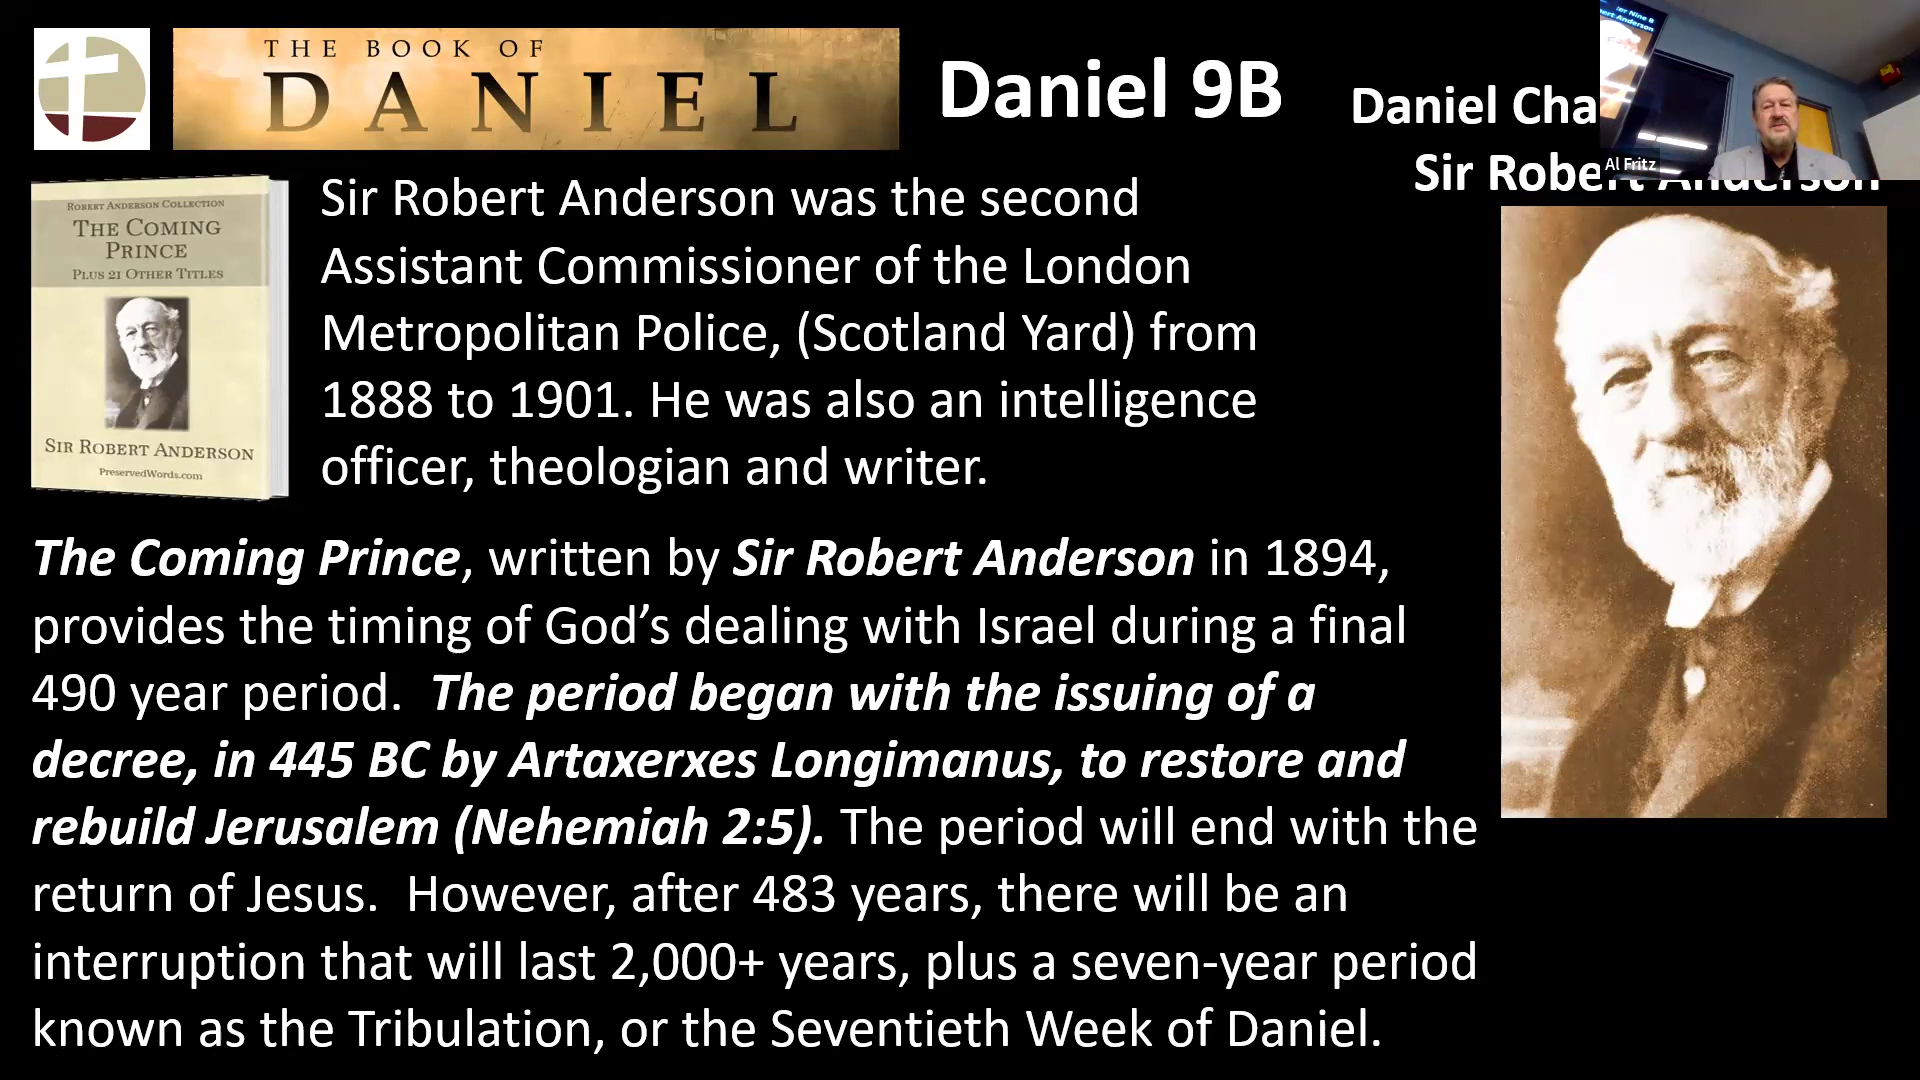 THE BOOK OF
DANIEL
Daniel 9B
Daniel Cha
Sir Robert Anderson
Al Fritz
er Nine B
bert Anderson
ROBERT ANDERSON COLLECTION
THE COMING
PRINCE
PLUS 21 OTHER TITLES
SIR ROBERT ANDERSON
PreservedWords.com
Sir Robert Anderson was the second
Assistant Commissioner of the London
Metropolitan Police, (Scotland Yard) from
1888 to 1901. He was also an intelligence
officer, theologian and writer.
The Coming Prince, written by Sir Robert Anderson in 1894,
provides the timing of God’s dealing with Israel during a final
490 year period.  The period began with the issuing of a
decree, in 445 BC by Artaxerxes Longimanus, to restore and
rebuild Jerusalem (Nehemiah 2:5). The period will end with the
return of Jesus.  However, after 483 years, there will be an
interruption that will last 2,000+ years, plus a seven-year period
known as the Tribulation, or the Seventieth Week of Daniel.